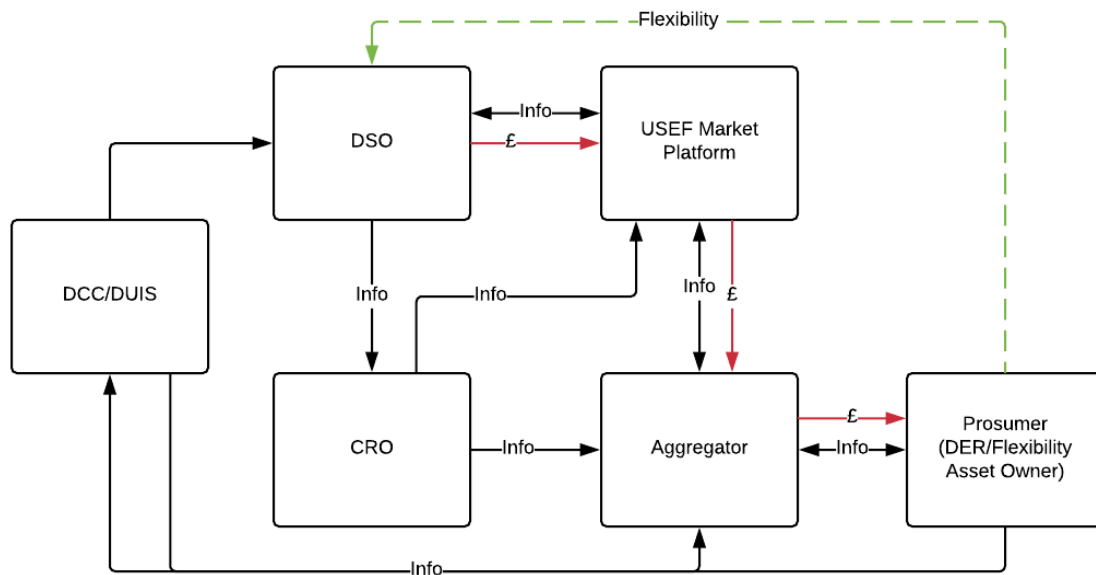 Flexibility
DSO
Info
£
USEF Market
Platform
DCC/DUIS
Info
Info
Info
£
CRO
Info
Aggregator
£
Info
Prosumer
(DER/Flexibility
Asset Owner)
Info